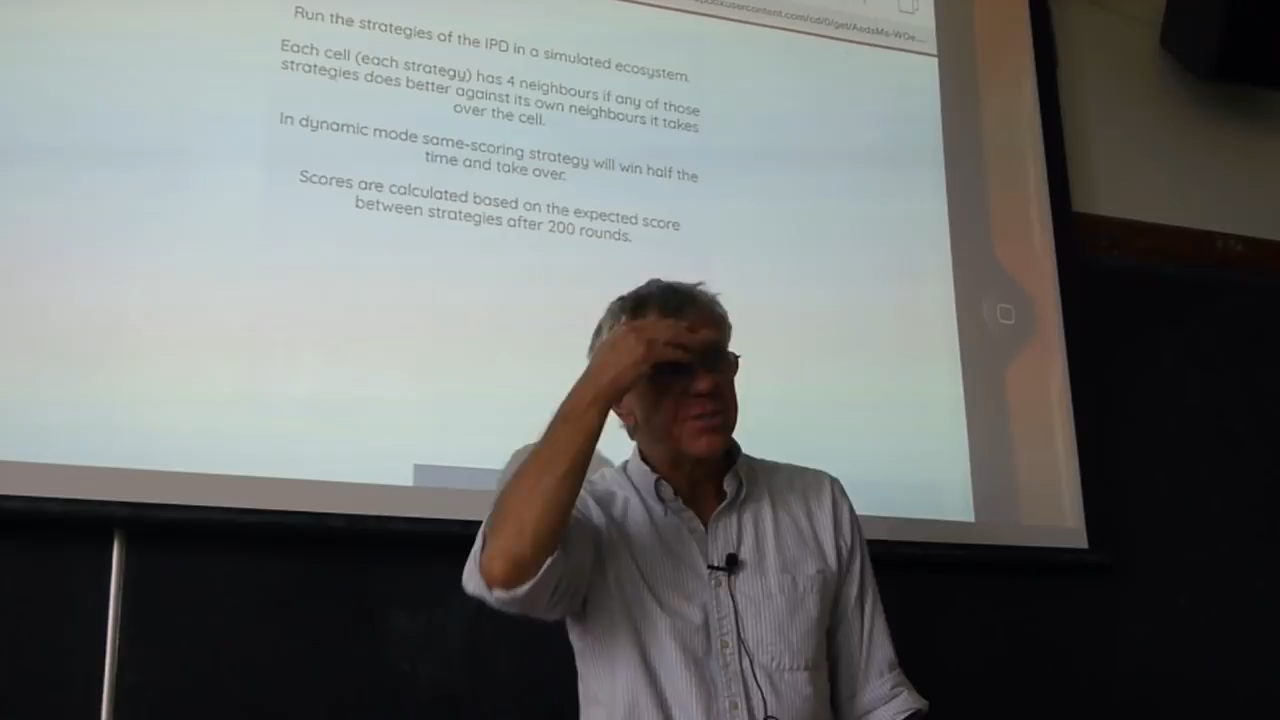 Run the strategies of the IPD in a simulated ecosystem.
Each cell (each strategy) has 4 neighbours if any of those
strategies does better against its own neighbours it takes
over the cell.
In dynamic mode same-scoring strategy will win half the
time and take over.
Scores are calculated based on the expected score
between strategies after 200 rounds.